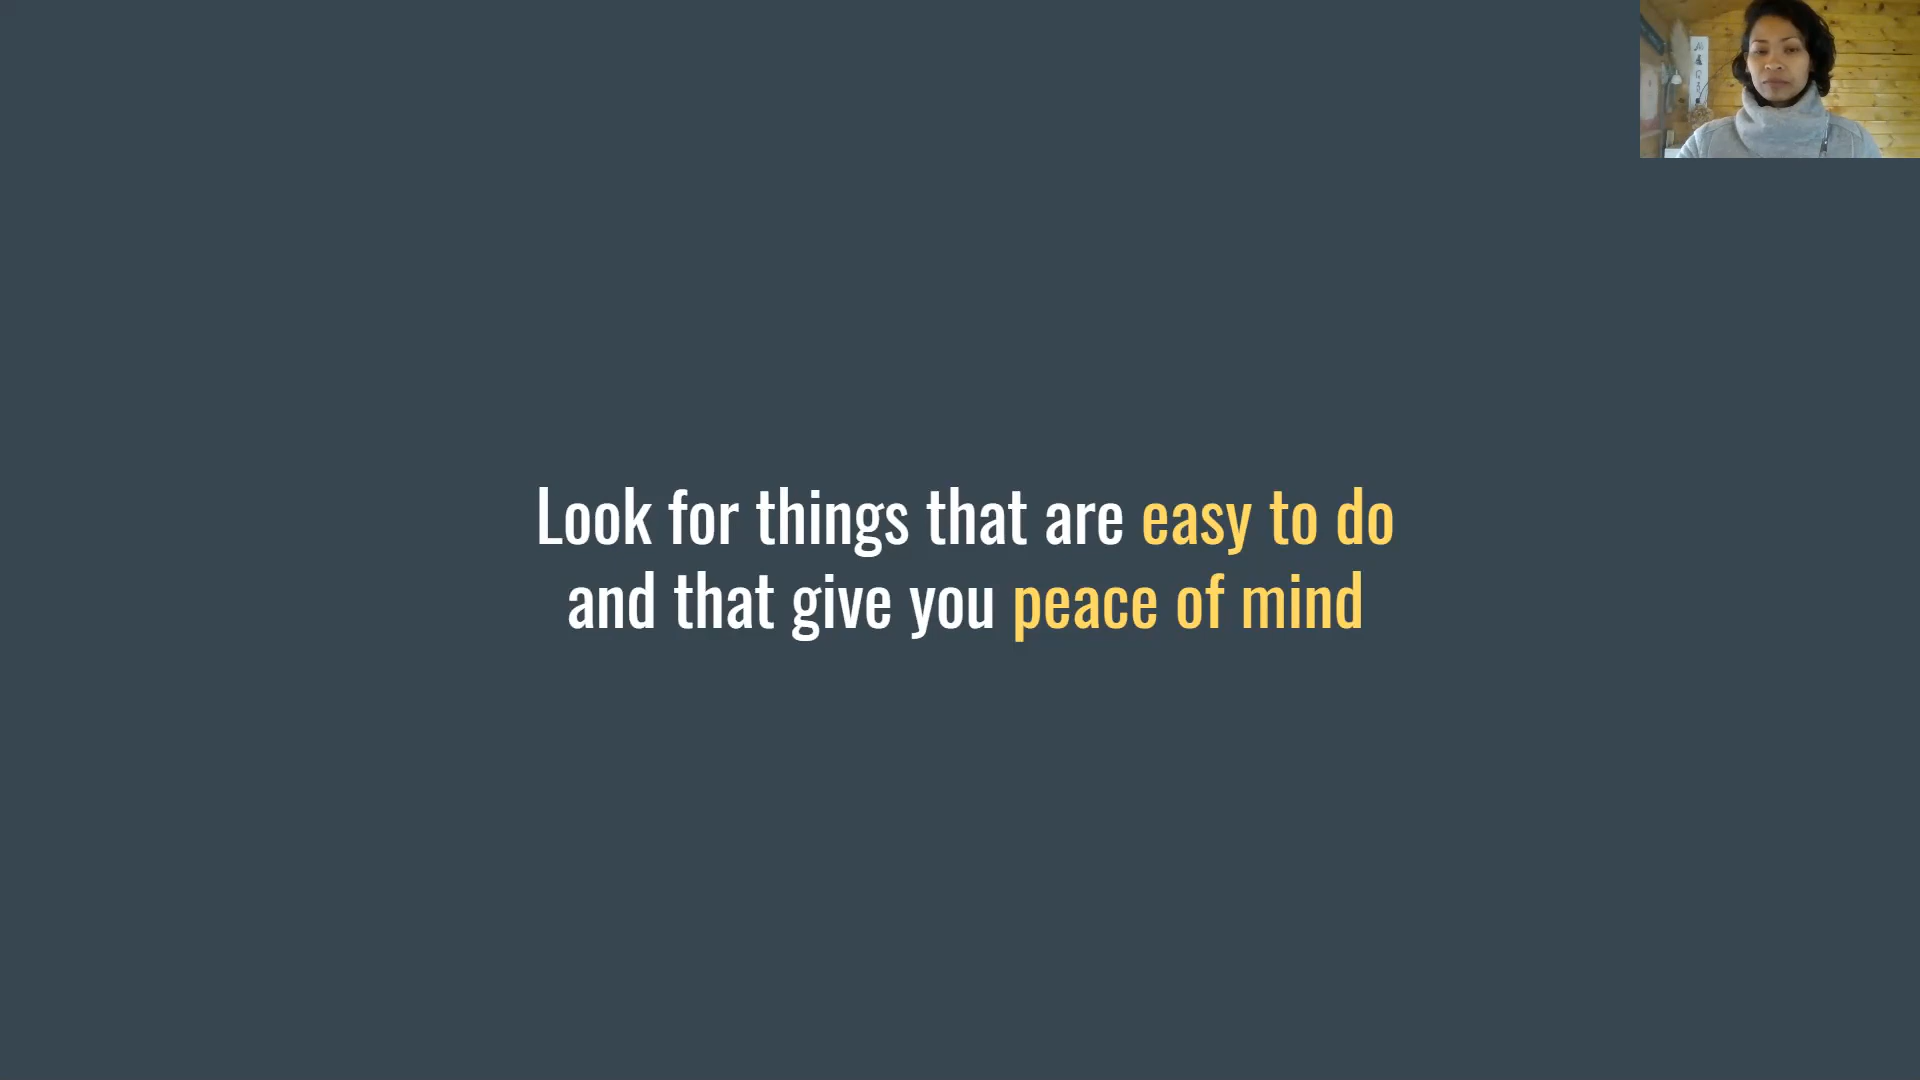 Look for things that are easy to do
and that give you peace of mind